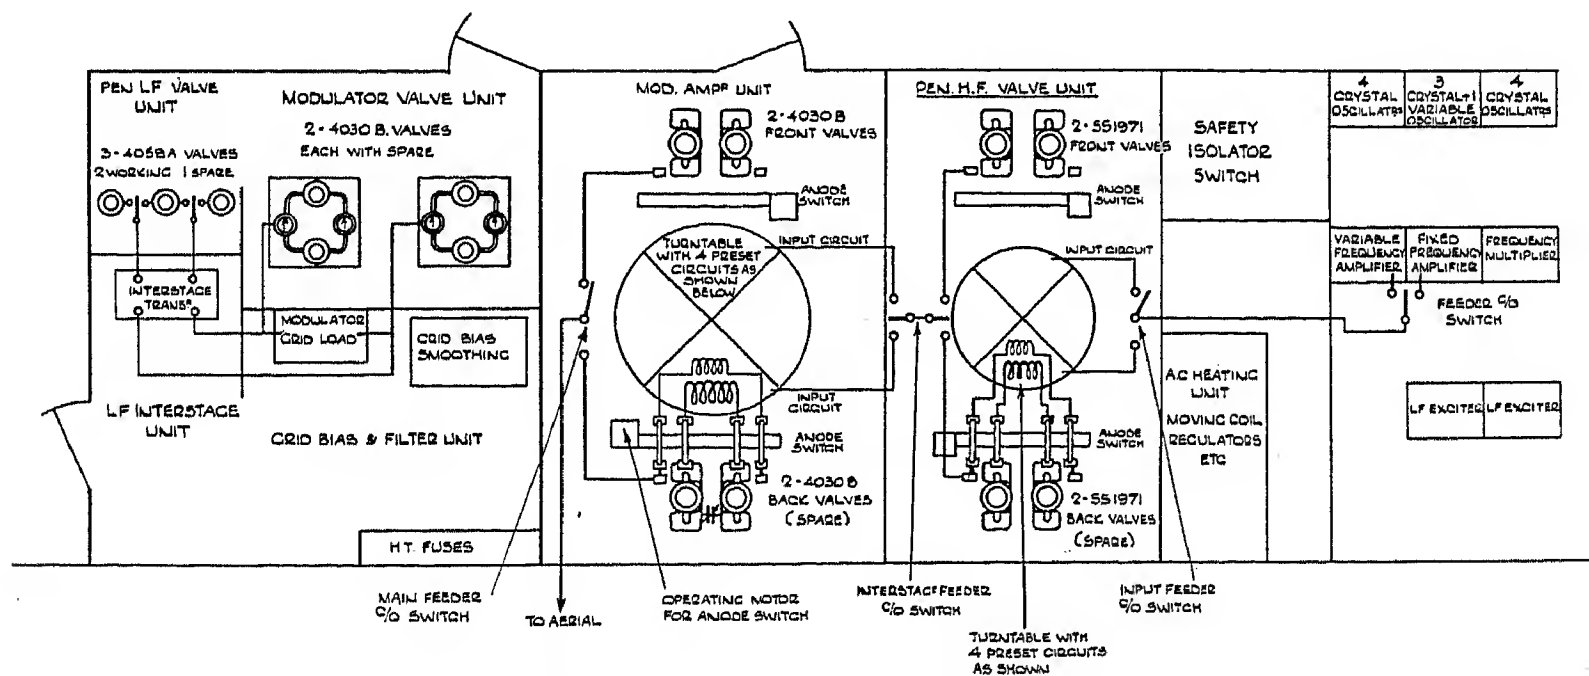 PEN LF VALVE
UNIT
3-4058A VALVES
2 WORKING 1 SPARE
MODULATOR VALVE UNIT
2-4030 B. VALVES
EACH WITH SPARE
INTERSTAGE
TRANSR
LF INTERSTAGE
UNIT
MODULATOR
GRID LOAD
GRID BIAS
SMOOTHING
GRID BIAS & FILTER UNIT
H.T. FUSES
MOD. AMPR UNIT
2-4030B
FRONT VALVES
ANODE
SWITCH
TURNTABLE
WITH 4 PRESET
CIRCUITS AS
SHOWN
BELOW
INPUT CIRCUIT
INPUT
CIRCUIT
ANODE
SWITCH
2-4030B
BACK VALVES
(SPARE)
PEN. H.F. VALVE UNIT
2-5S1971
FRONT VALVES
ANODE
SWITCH
INPUT CIRCUIT
ANODE
SWITCH
2-5S1971
BACK VALVES
(SPARE)
SAFETY
ISOLATOR
SWITCH
A.C HEATING
UNIT
MOVING COIL
REGULATORS
ETC
4
CRYSTAL
OSCILLATRS
3
CRYSTAL+1
VARIABLE
OSCILLATOR
4
CRYSTAL
OSCILLATRS
VARIABLE
FREQUENCY
AMPLIFIER
FIXED
FREQUENCY
AMPLIFIER
FREQUENCY
MULTIPLIER
FEEDER C/O
SWITCH
LF EXCITER
LF EXCITER
MAIN FEEDER
C/O SWITCH
TO AERIAL
OPERATING MOTOR
FOR ANODE SWITCH
INTERSTAGE FEEDER
C/O SWITCH
TURNTABLE WITH
4 PRESET CIRCUITS
AS SHOWN
INPUT FEEDER
C/O SWITCH